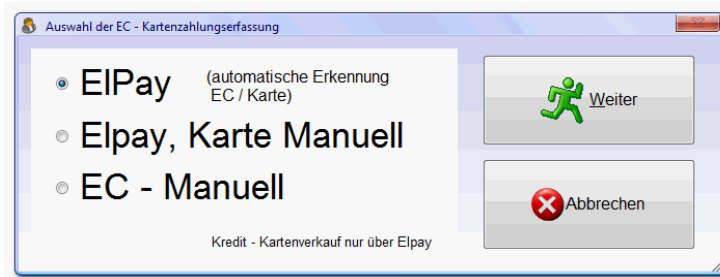 Auswahl der EC - Kartenzahlungserfassung
ElPay (automatische Erkennung
EC / Karte)
Elpay, Karte Manuell
EC - Manuell
Kredit - Kartenverkauf nur über Elpay
Weiter
Abbrechen